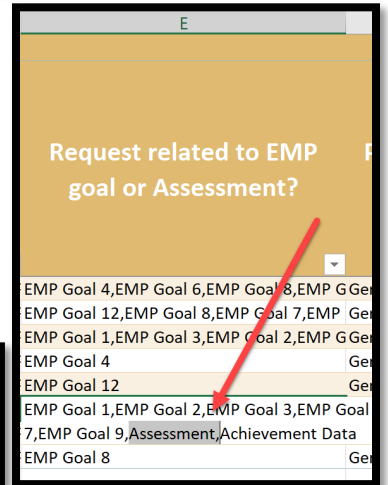 E
Request related to EMP
goal or Assessment?
EMP Goal 4,EMP Goal 6,EMP Goal 8,EMP G
EMP Goal 12,EMP Goal 8,EMP Goal 7,EMP
EMP Goal 1,EMP Goal 3,EMP Goal 2,EMP G
EMP Goal 4
EMP Goal 12
EMP Goal 1,EMP Goal 2,EMP Goal 3,EMP Goal
7,EMP Goal 9,Assessment,Achievement Data
EMP Goal 8